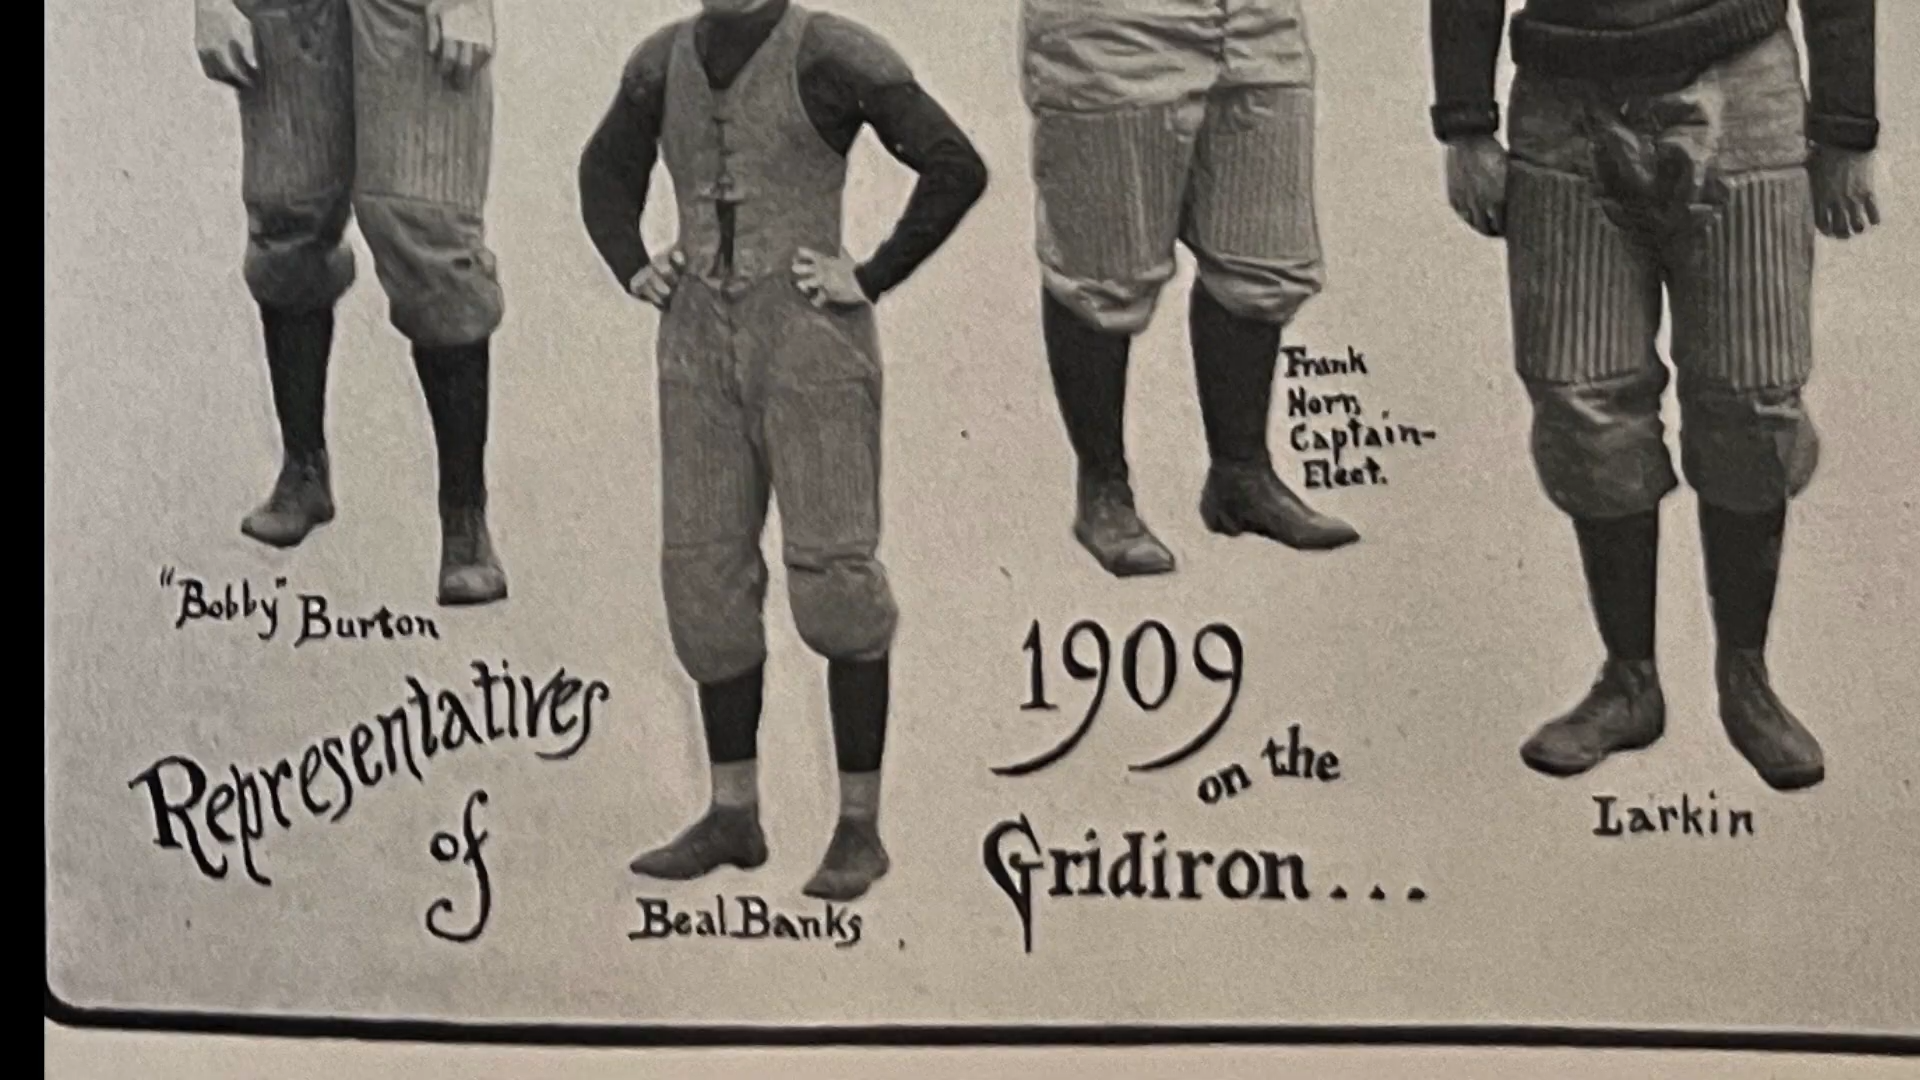 Frank
Horn
Captain-
Elect.
"Bobby" Burton
Representatives
of
1909
on the
Gridiron...
Larkin
Beal Banks.